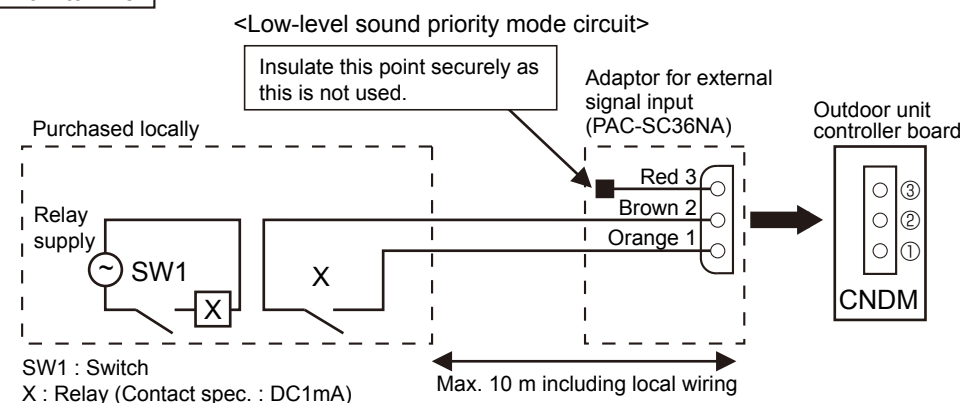 <Low-level sound priority mode circuit>
Insulate this point securely as
this is not used.
Adaptor for external
signal input
(PAC-SC36NA)
Outdoor unit
controller board
Purchased locally
Relay
supply
~
SW1
X
X
Red 3
Brown 2
Orange 1
③
②
①
CNDM
SW1 : Switch
X : Relay (Contact spec. : DC1mA)
Max. 10 m including local wiring